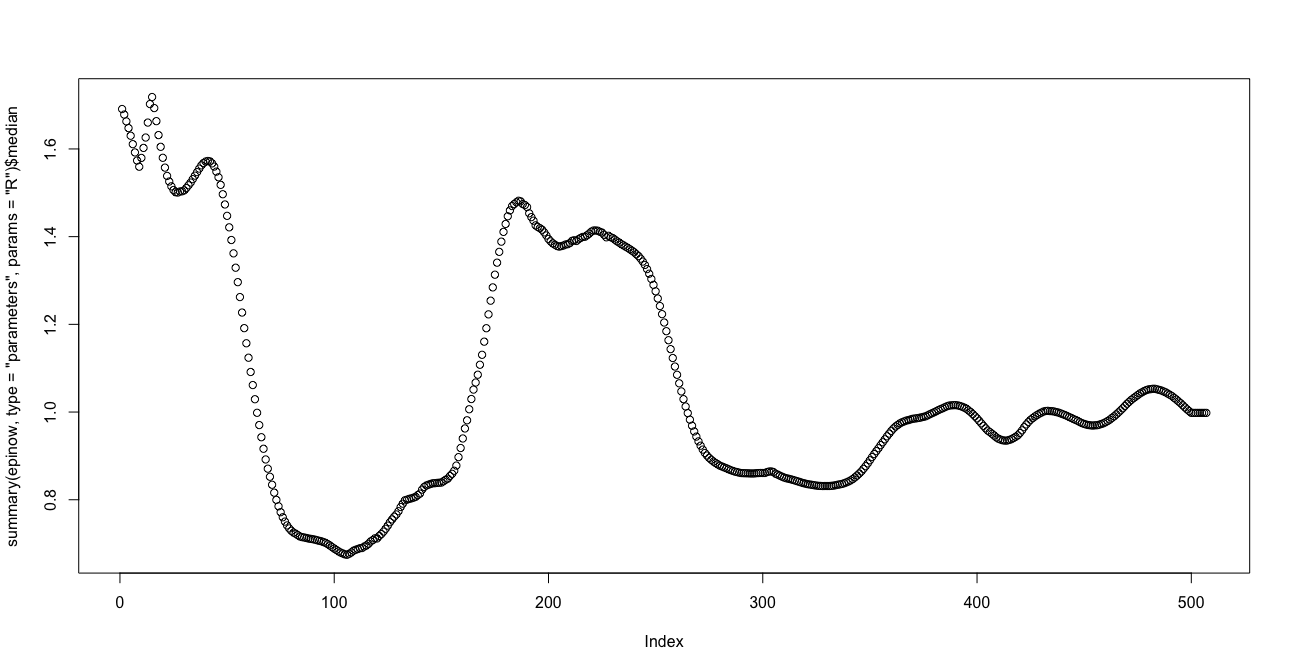 summary(epinow, type = "parameters", params = "R")$median
1.6
1.4
1.2
1.0
0.8
0 100 200 300 400 500
Index